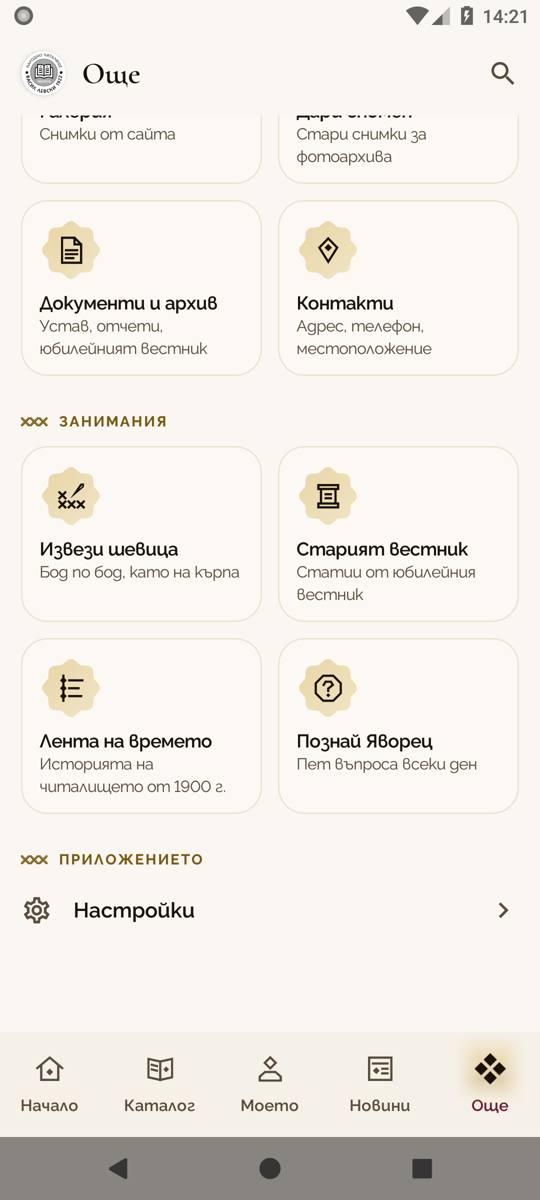 14:21
Още
Снимки от сайта
Стари снимки за
фотоархива
Документи и архив
Устав, отчети,
юбилейният вестник
Контакти
Адрес, телефон,
местоположение
ЗАНИМАНИЯ
Извези шевица
Бод по бод, като на кърпа
Старият вестник
Статии от юбилейния
вестник
Лента на времето
Историята на
читалището от 1900 г.
Познай Яворец
Пет въпроса всеки ден
ПРИЛОЖЕНИЕТО
Настройки
Начало
Каталог
Моето
Новини
Още